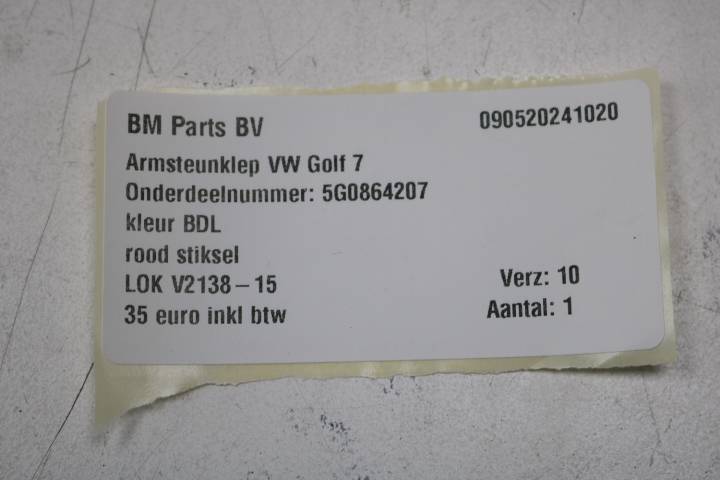 BM Parts BV 090520241020
Armsteunklep VW Golf 7
Onderdeelnummer: 5G0864207
kleur BDL
rood stiksel
LOK V2138-15 Verz: 10
35 euro inkl btw Aantal: 1